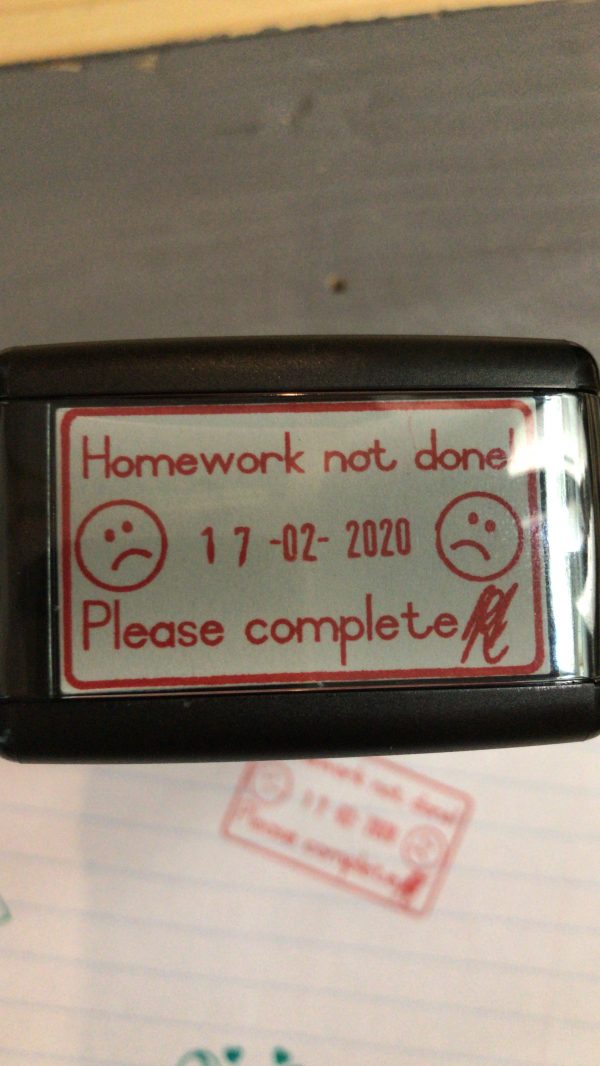 Homework not done!
17 -02- 2020
Please complete